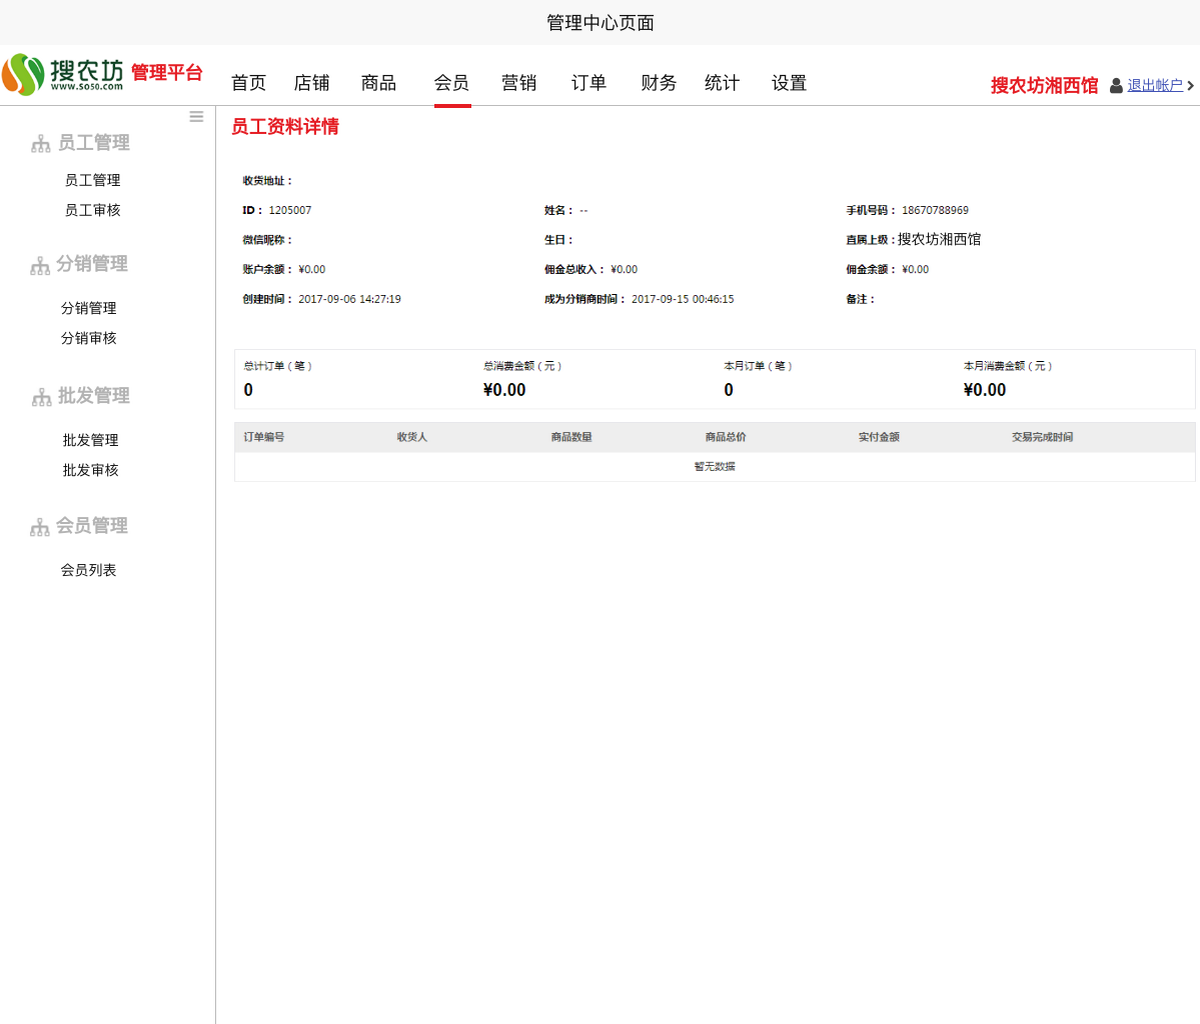 管理中心页面
搜农坊 管理平台
www.so50.com
首页 店铺 商品 会员 营销 订单 财务 统计 设置
搜农坊湘西馆 退出帐户
员工管理
员工管理
员工审核
分销管理
分销管理
分销审核
批发管理
批发管理
批发审核
会员管理
会员列表
员工资料详情
收货地址：
ID： 1205007 姓名： -- 手机号码： 18670788969
微信昵称： 生日： 直属上级：搜农坊湘西馆
账户余额： ¥0.00 佣金总收入： ¥0.00 佣金余额： ¥0.00
创建时间： 2017-09-06 14:27:19 成为分销商时间： 2017-09-15 00:46:15 备注：
总计订单（笔） 总消费金额（元） 本月订单（笔） 本月消费金额（元）
0 ¥0.00 0 ¥0.00
订单编号 收货人 商品数量 商品总价 实付金额 交易完成时间
暂无数据